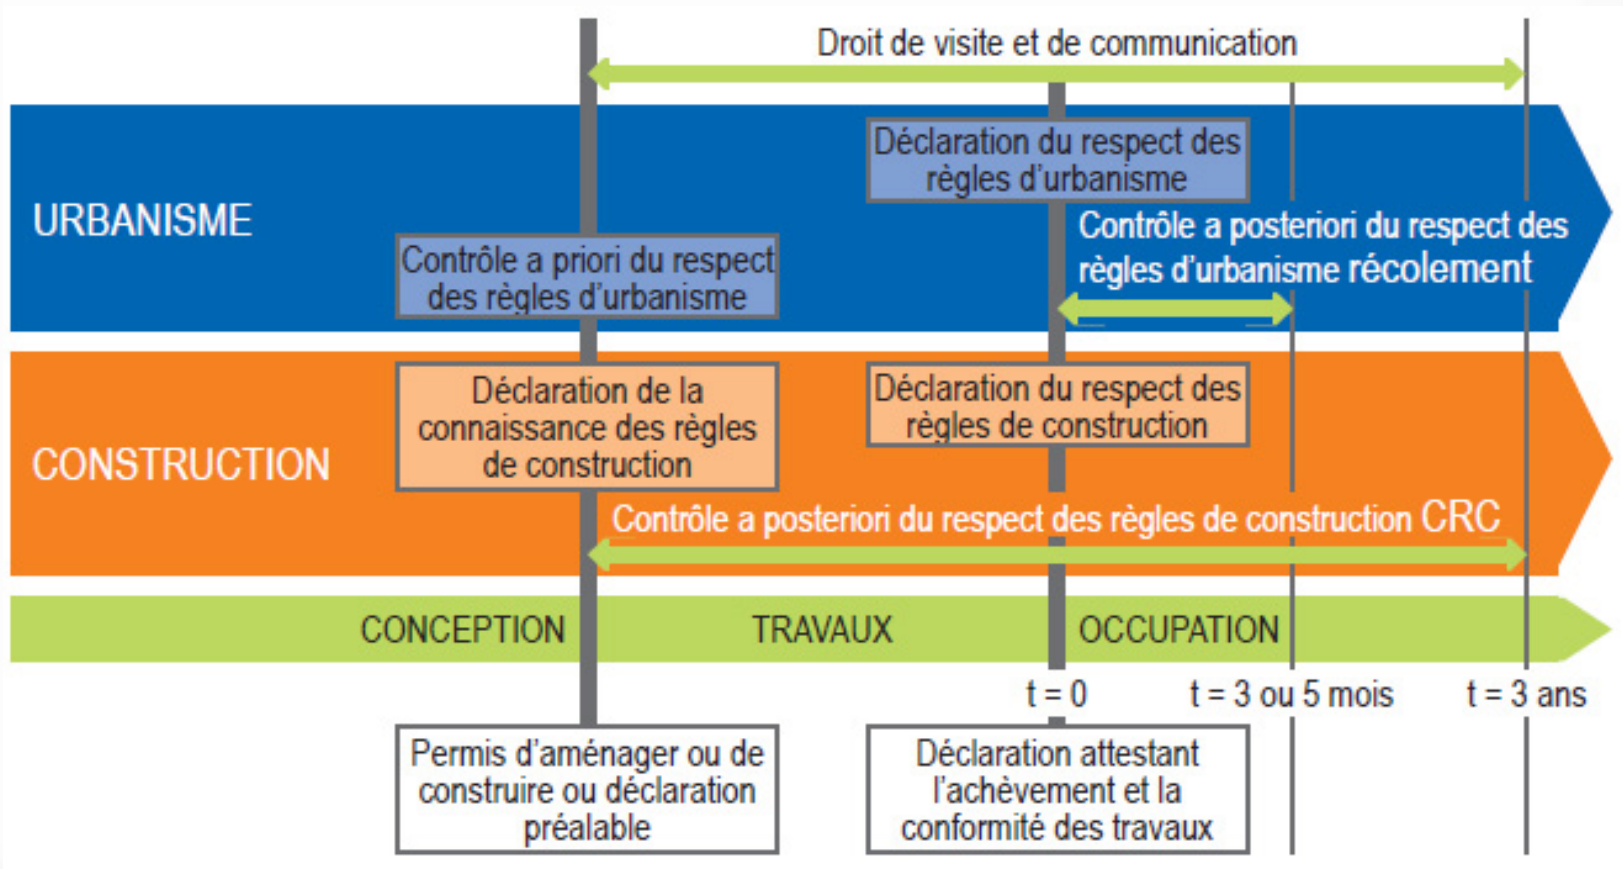 Droit de visite et de communication
URBANISME
Déclaration du respect des
règles d'urbanisme
Contrôle a priori du respect
des règles d'urbanisme
Contrôle a posteriori du respect des
règles d'urbanisme récolement
CONSTRUCTION
Déclaration de la
connaissance des règles
de construction
Déclaration du respect des
règles de construction
Contrôle a posteriori du respect des règles de construction CRC
CONCEPTION
TRAVAUX
OCCUPATION
t = 0
t = 3 ou 5 mois
t = 3 ans
Permis d'aménager ou de
construire ou déclaration
préalable
Déclaration attestant
l'achèvement et la
conformité des travaux